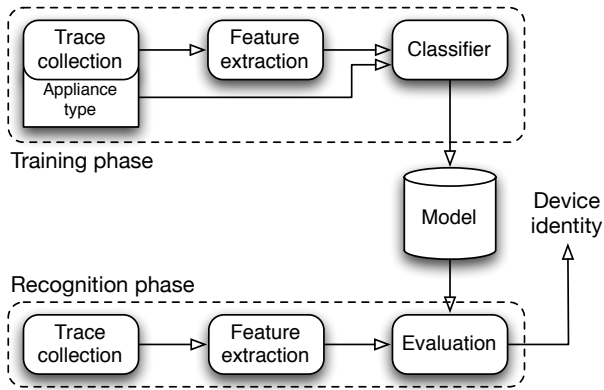 Trace
collection
Feature
extraction
Classifier
Appliance
type
Training phase
Model
Device
identity
Recognition phase
Trace
collection
Feature
extraction
Evaluation